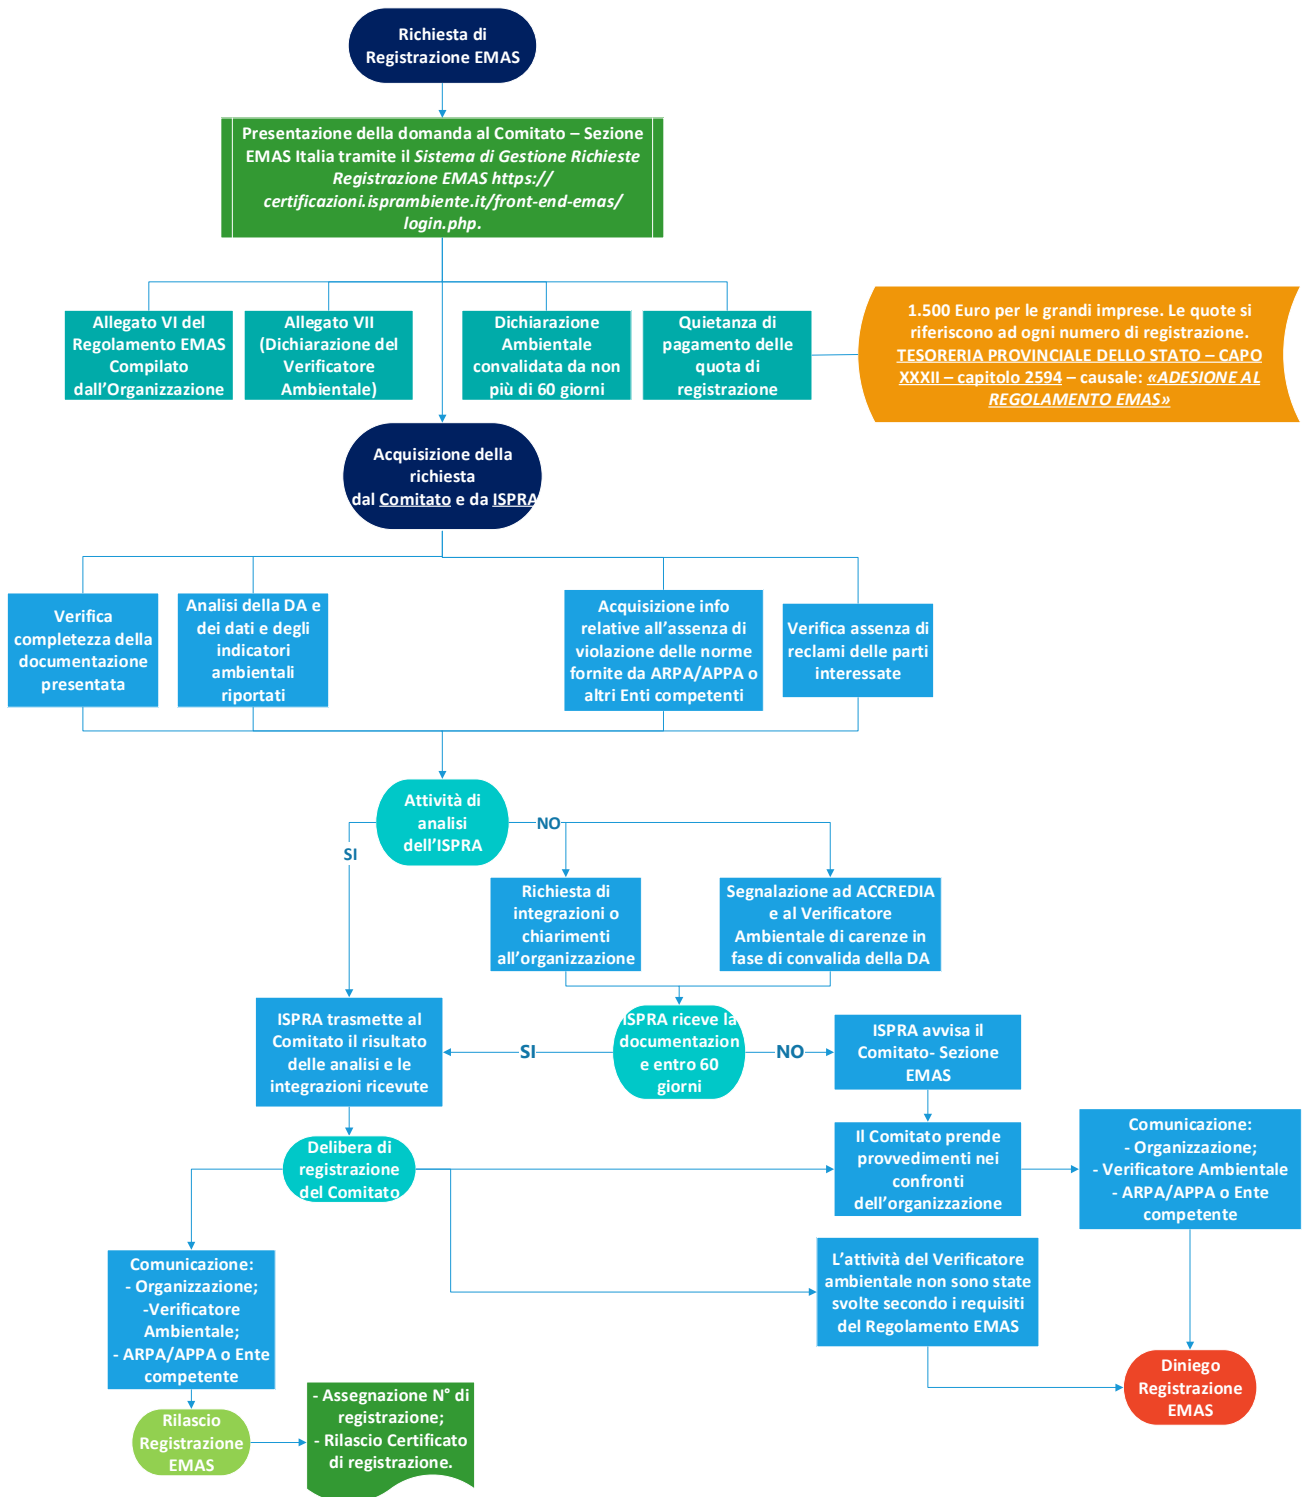 Richiesta di
Registrazione EMAS
Presentazione della domanda al Comitato – Sezione
EMAS Italia tramite il Sistema di Gestione Richieste
Registrazione EMAS https://
certificazioni.isprambiente.it/front-end-emas/
login.php.
Allegato VI del
Regolamento EMAS
Compilato
dall’Organizzazione
Allegato VII
(Dichiarazione del
Verificatore
Ambientale)
Dichiarazione
Ambientale
convalidata da non
più di 60 giorni
Quietanza di
pagamento delle
quota di
registrazione
1.500 Euro per le grandi imprese. Le quote si
riferiscono ad ogni numero di registrazione.
TESORERIA PROVINCIALE DELLO STATO – CAPO
XXXII – capitolo 2594 – causale: «ADESIONE AL
REGOLAMENTO EMAS»
Acquisizione della
richiesta
dal Comitato e da ISPRA
Verifica
completezza della
documentazione
presentata
Analisi della DA e
dei dati e degli
indicatori
ambientali
riportati
Acquisizione info
relative all’assenza di
violazione delle norme
fornite da ARPA/APPA o
altri Enti competenti
Verifica assenza di
reclami delle parti
interessate
Attività di
analisi
dell’ISPRA
SI
NO
Richiesta di
integrazioni o
chiarimenti
all’organizzazione
Segnalazione ad ACCREDIA
e al Verificatore
Ambientale di carenze in
fase di convalida della DA
ISPRA trasmette al
Comitato il risultato
delle analisi e le
integrazioni ricevute
SI
ISPRA riceve la
documentazion
e entro 60
giorni
NO
ISPRA avvisa il
Comitato- Sezione
EMAS
Delibera di
registrazione
del Comitato
Il Comitato prende
provvedimenti nei
confronti
dell’organizzazione
Comunicazione:
- Organizzazione;
- Verificatore Ambientale
- ARPA/APPA o Ente
competente
Comunicazione:
- Organizzazione;
-Verificatore
Ambientale;
- ARPA/APPA o Ente
competente
L’attività del Verificatore
ambientale non sono state
svolte secondo i requisiti
del Regolamento EMAS
Diniego
Registrazione
EMAS
Rilascio
Registrazione
EMAS
- Assegnazione N° di
registrazione;
- Rilascio Certificato
di registrazione.